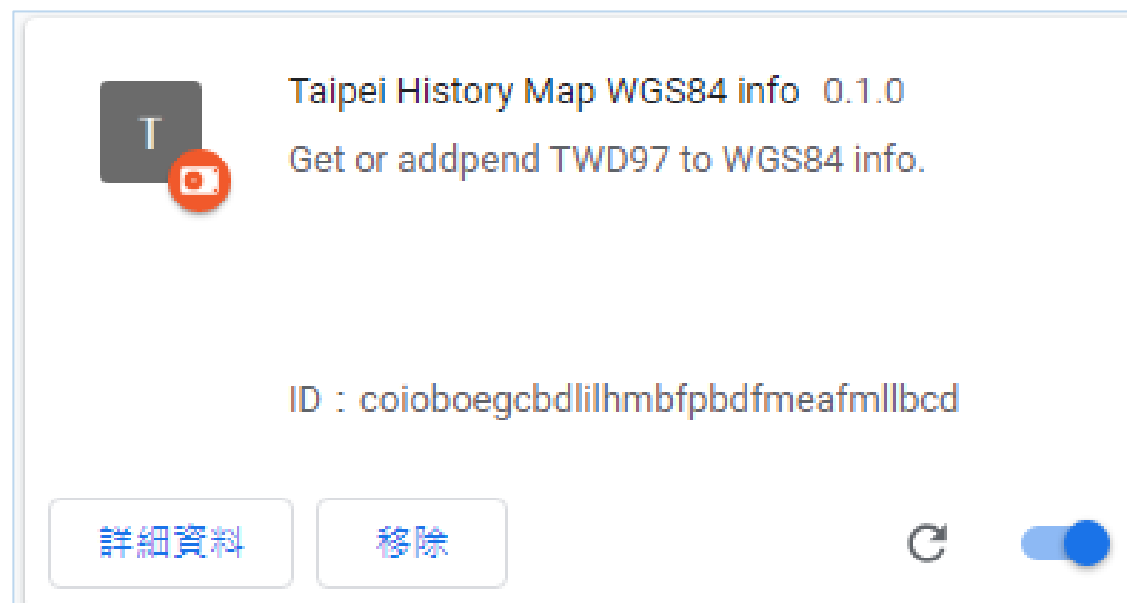 T
Taipei History Map WGS84 info 0.1.0
Get or addpend TWD97 to WGS84 info.
ID：coioboegcbdlilhmbfpbdfmeafmllbcd
詳細資料 移除